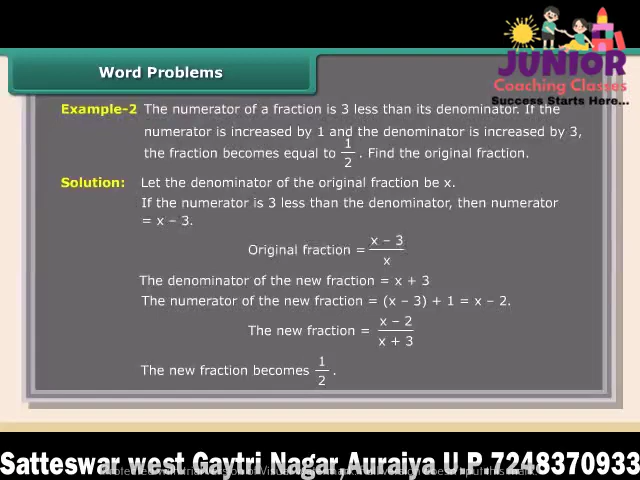 JUNIOR
Coaching Classes
Success Starts Here...
Word Problems
Example-2 The numerator of a fraction is 3 less than its denominator. If the
numerator is increased by 1 and the denominator is increased by 3,
the fraction becomes equal to 1/2. Find the original fraction.
Solution: Let the denominator of the original fraction be x.
If the numerator is 3 less than the denominator, then numerator
= x – 3.
Original fraction = x – 3 / x
The denominator of the new fraction = x + 3
The numerator of the new fraction = (x – 3) + 1 = x – 2.
The new fraction = x – 2 / x + 3
The new fraction becomes 1/2.
Satteswar west Gaytri Nagar,Auraiya U.P 7248370933